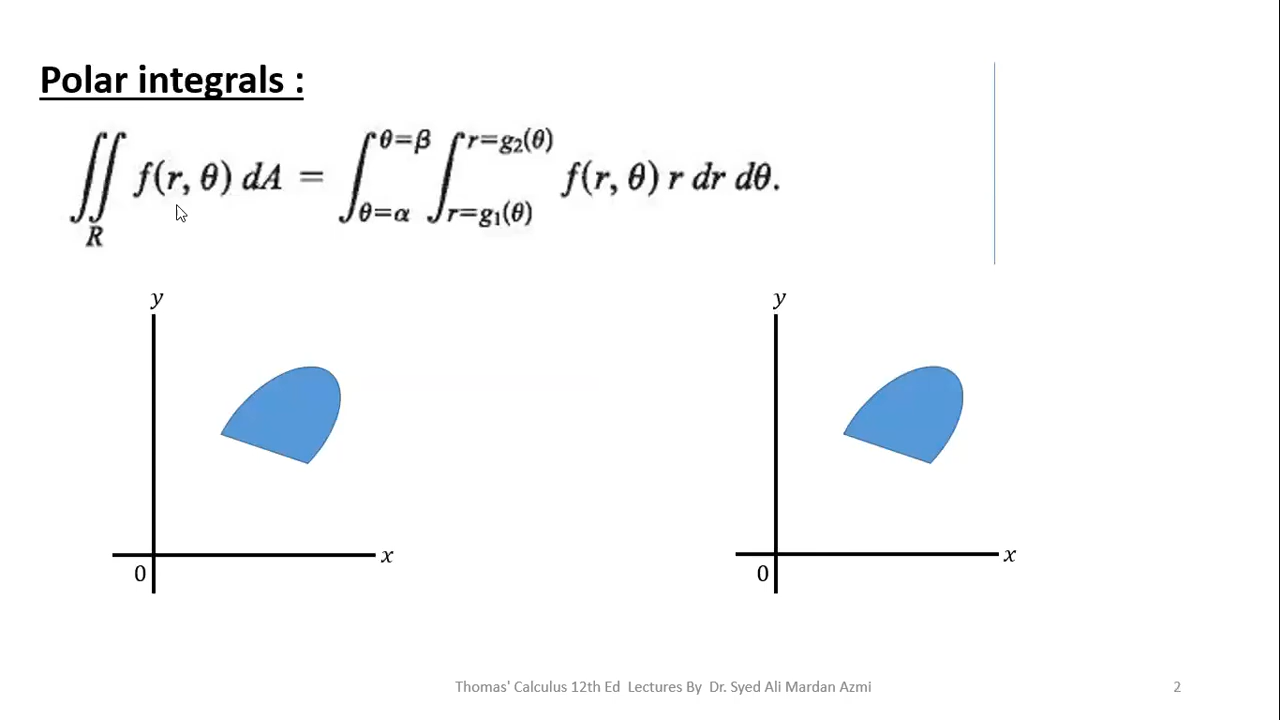 Polar integrals :
∬_R f(r, θ) dA = ∫_{θ=α}^{θ=β} ∫_{r=g₁(θ)}^{r=g₂(θ)} f(r, θ) r dr dθ.
y
y
x
x
0
0
Thomas' Calculus 12th Ed  Lectures By  Dr. Syed Ali Mardan Azmi
2